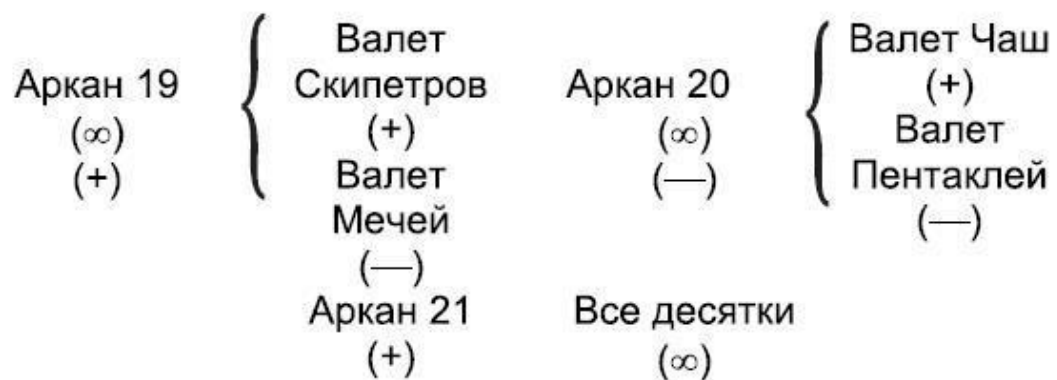 Аркан 19
(∞)
(+)
Валет
Скипетров
(+)
Валет
Мечей
(—)
Аркан 20
(∞)
(—)
Валет Чаш
(+)
Валет
Пентаклей
(—)
Аркан 21
(+)
Все десятки
(∞)